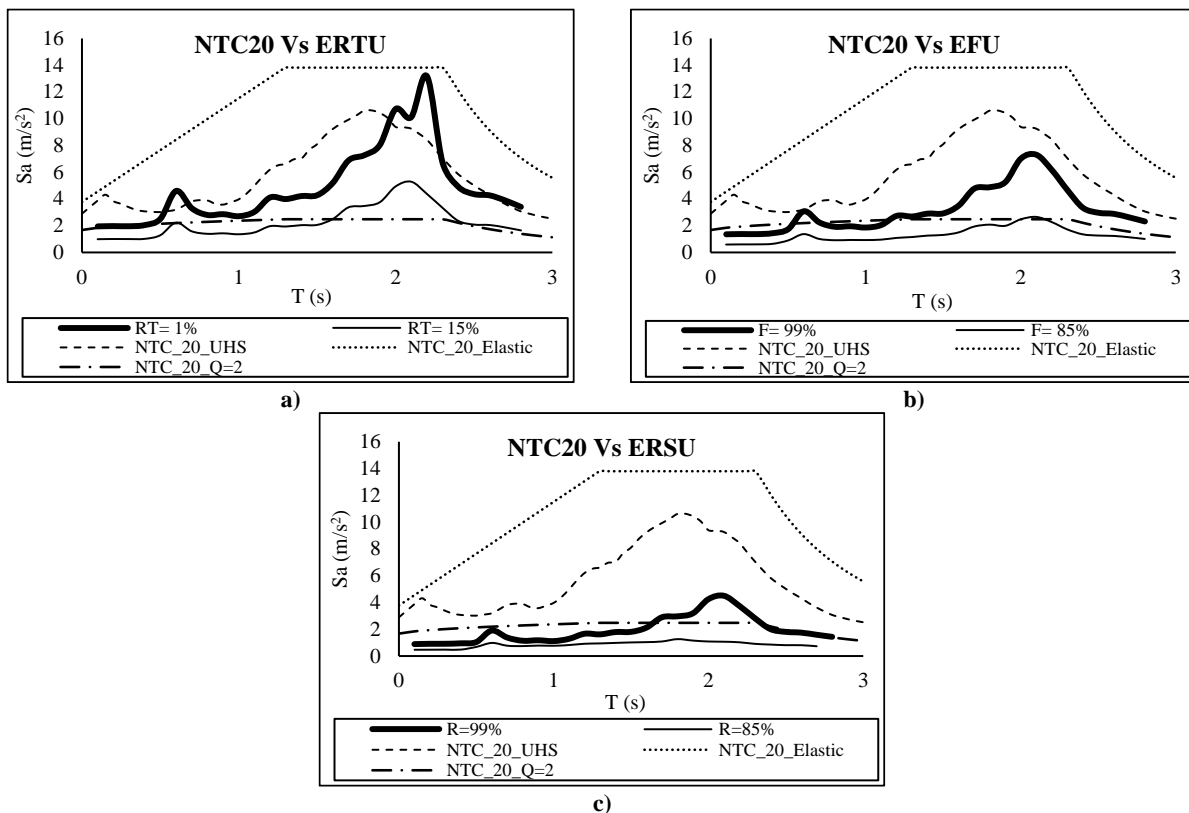 NTC20 Vs ERTU
16
14
12
10
8
6
4
2
0
Sa (m/s²)
0 1 2 3
T (s)
RT= 1% RT= 15%
NTC_20_UHS NTC_20_Elastic
NTC_20_Q=2
a)
NTC20 Vs EFU
16
14
12
10
8
6
4
2
0
Sa (m/s²)
0 1 2 3
T (s)
F= 99% F= 85%
NTC_20_UHS NTC_20_Elastic
NTC_20_Q=2
b)
NTC20 Vs ERSU
16
14
12
10
8
6
4
2
0
Sa (m/s²)
0 1 2 3
T (s)
R=99% R=85%
NTC_20_UHS NTC_20_Elastic
NTC_20_Q=2
c)